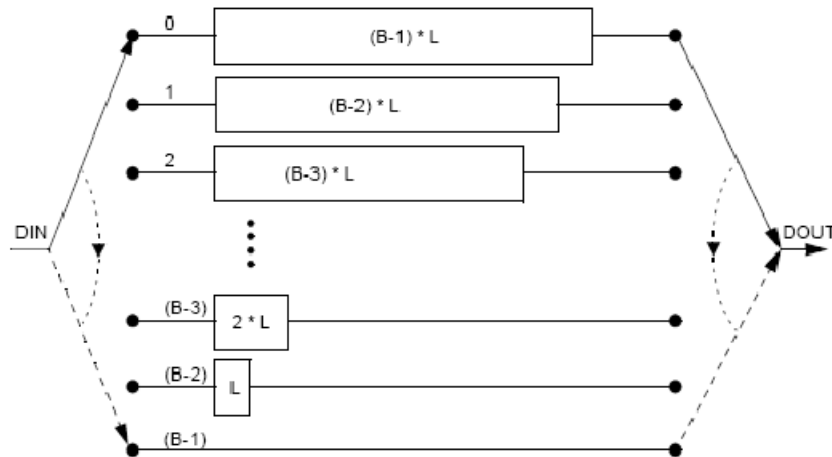 0
(B-1) * L
1
(B-2) * L
2
(B-3) * L
DIN
DOUT
(B-3)
2 * L
(B-2)
L
(B-1)